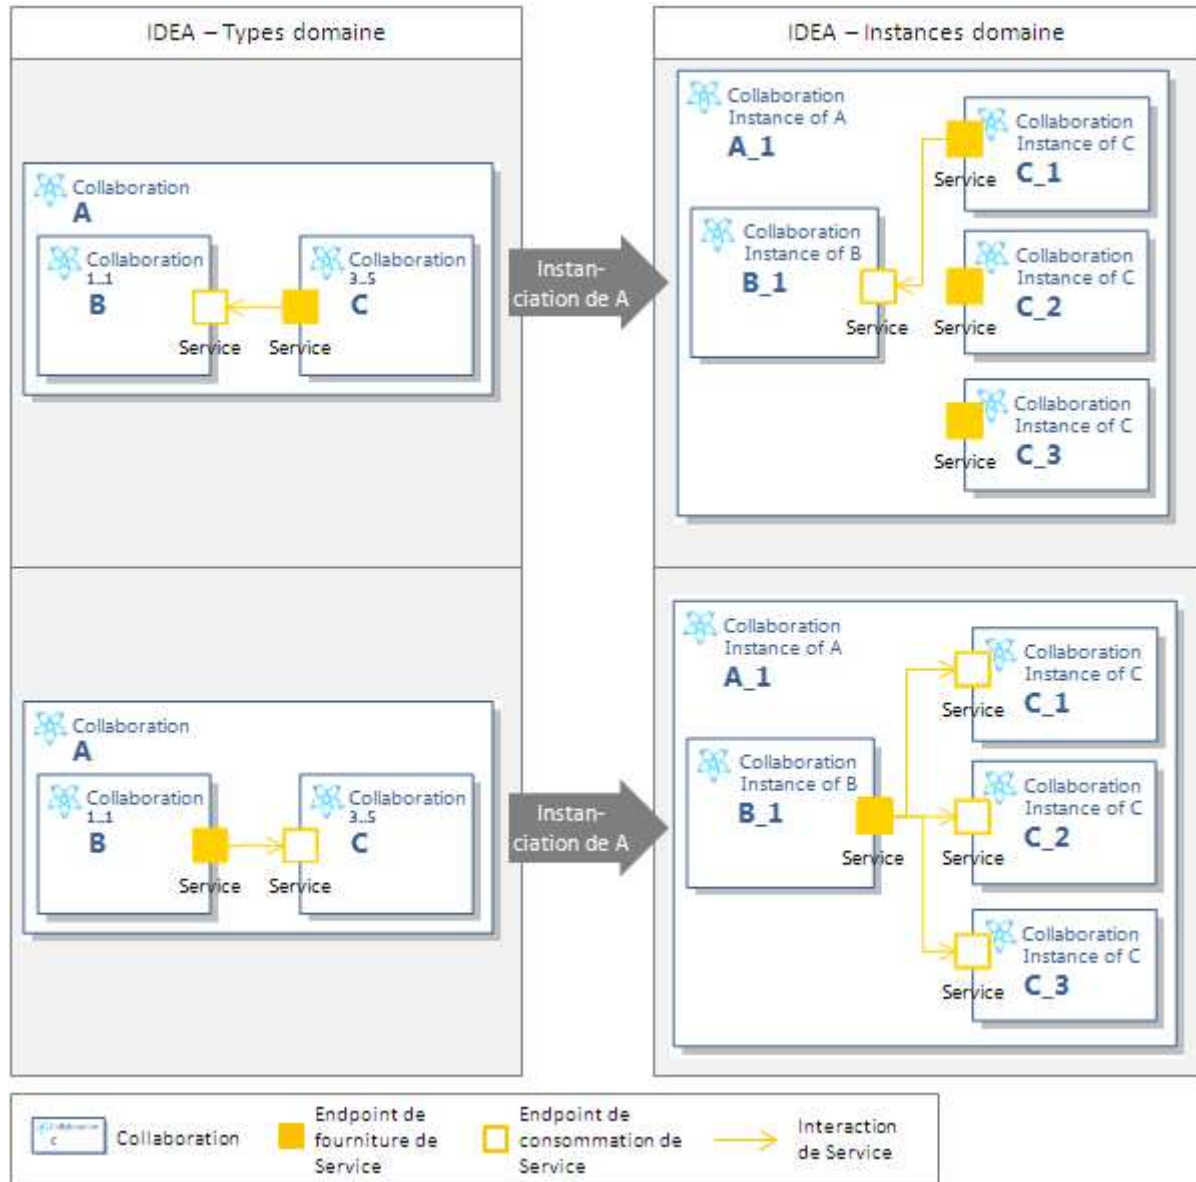 IDEA – Types domaine
IDEA – Instances domaine
Collaboration
A
Collaboration
1..1
B
Service
Collaboration
3..5
C
Service
Instan-
ciation de A
Collaboration
Instance of A
A_1
Collaboration
Instance of B
B_1
Service
Collaboration
Instance of C
C_1
Service
Collaboration
Instance of C
C_2
Service
Collaboration
Instance of C
C_3
Service
Collaboration
A
Collaboration
1..1
B
Service
Collaboration
3..5
C
Service
Instan-
ciation de A
Collaboration
Instance of A
A_1
Collaboration
Instance of B
B_1
Service
Collaboration
Instance of C
C_1
Service
Collaboration
Instance of C
C_2
Service
Collaboration
Instance of C
C_3
Service
Collaboration
Endpoint de
fourniture de
Service
Endpoint de
consommation de
Service
Interaction
de Service